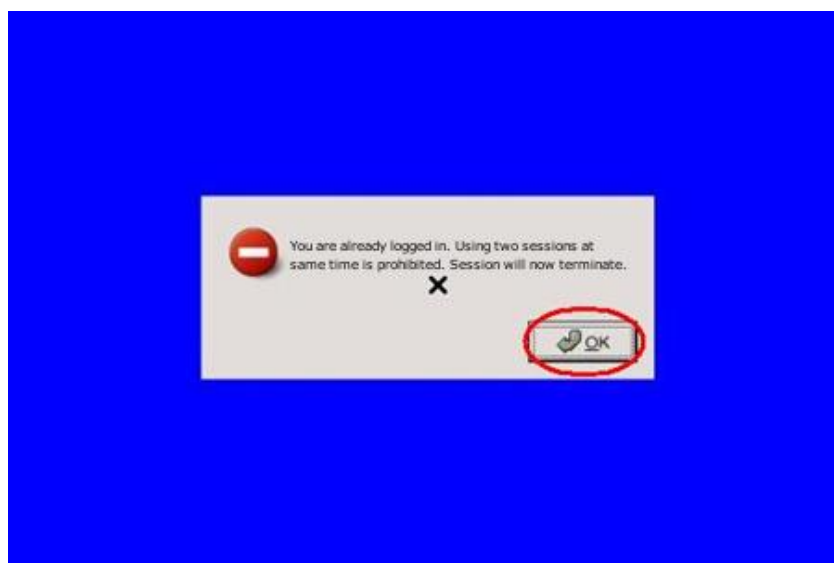 You are already logged in. Using two sessions at
same time is prohibited. Session will now terminate.
OK